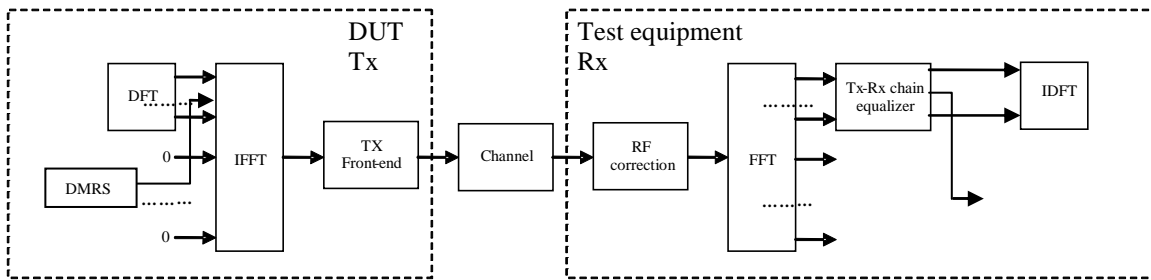 DUT
Tx
Test equipment
Rx
DFT
………
0
DMRS
………
0
IFFT
TX
Front-end
Channel
RF
correction
FFT
………
………
Tx-Rx chain
equalizer
IDFT